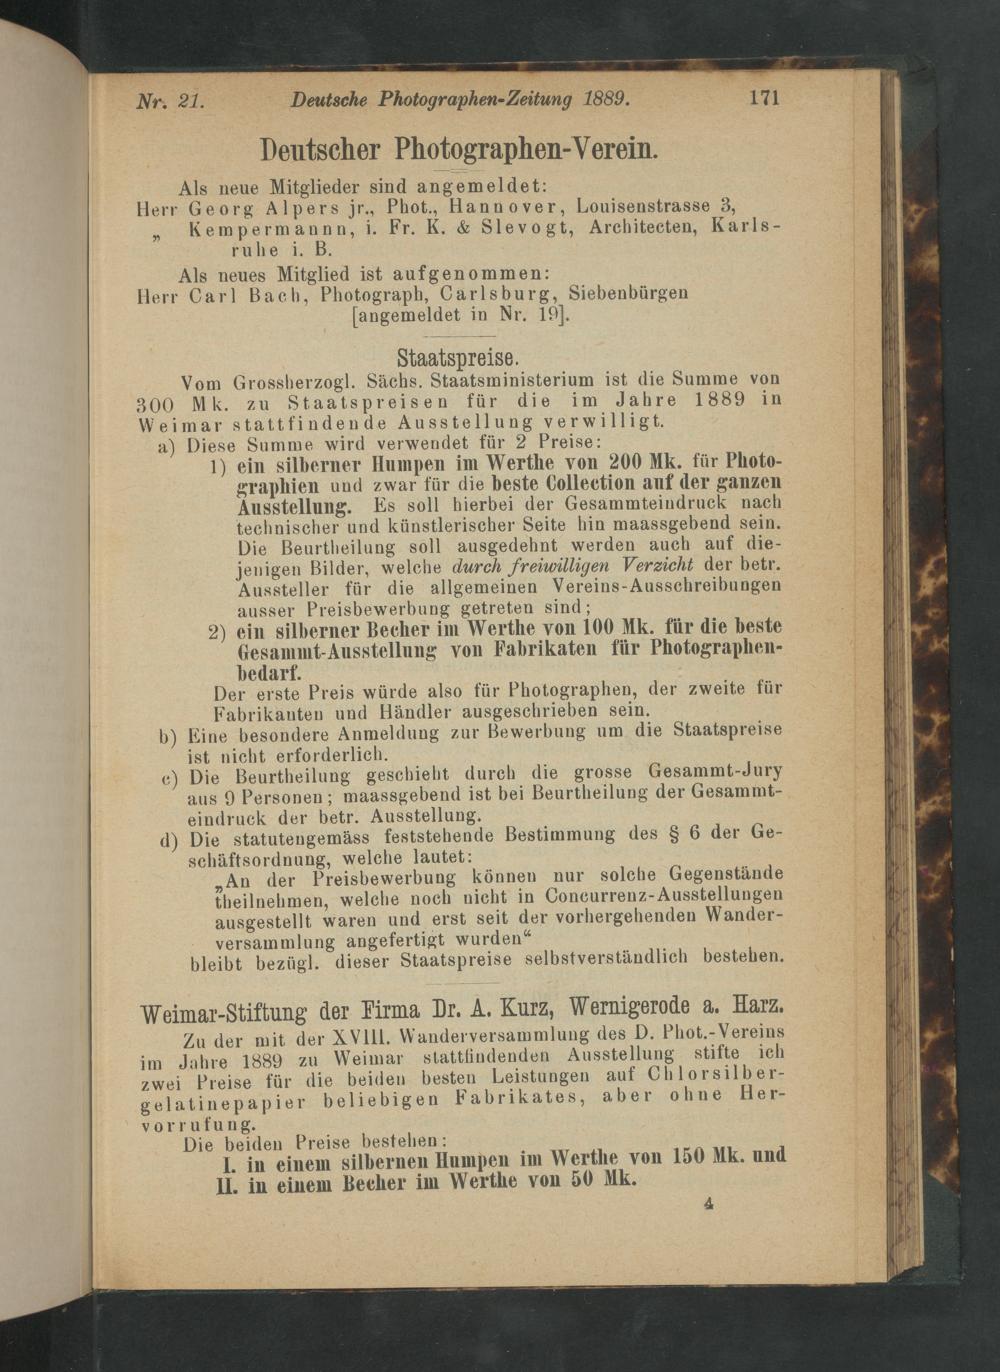 Nr. 21. Deutsche Photographen-Zeitung 1889. 171
Deutscher Photographen-Verein.
Als neue Mitglieder sind angemeldet:
Herr Georg Alpers jr., Phot., Hannover, Louisenstrasse 3,
„ Kempermannn, i. Fr. K. & Slevogt, Architecten, Karls-
ruhe i. B.
Als neues Mitglied ist aufgenommen:
Herr Carl Bach, Photograph, Carlsburg, Siebenbürgen
[angemeldet in Nr. 19].
Staatspreise.
Vom Grossherzogl. Sächs. Staatsministerium ist die Summe von
300 Mk. zu Staatspreisen für die im Jahre 1889 in
Weimar stattfindende Ausstellung verwilligt.
a) Diese Summe wird verwendet für 2 Preise:
1) ein silberner Humpen im Werthe von 200 Mk. für Photo-
graphien und zwar für die beste Collection auf der ganzen
Ausstellung. Es soll hierbei der Gesammteindruck nach
technischer und künstlerischer Seite hin maassgebend sein.
Die Beurtheilung soll ausgedehnt werden auch auf die-
jenigen Bilder, welche durch freiwilligen Verzicht der betr.
Aussteller für die allgemeinen Vereins-Ausschreibungen
ausser Preisbewerbung getreten sind;
2) ein silberner Becher im Werthe von 100 Mk. für die beste
Gesammt-Ausstellung von Fabrikaten für Photographen-
bedarf.
Der erste Preis würde also für Photographen, der zweite für
Fabrikanten und Händler ausgeschrieben sein.
b) Eine besondere Anmeldung zur Bewerbung um die Staatspreise
ist nicht erforderlich.
c) Die Beurtheilung geschieht durch die grosse Gesammt-Jury
aus 9 Personen; maassgebend ist bei Beurtheilung der Gesammt-
eindruck der betr. Ausstellung.
d) Die statutengemäss feststehende Bestimmung des § 6 der Ge-
schäftsordnung, welche lautet:
„An der Preisbewerbung können nur solche Gegenstände
theilnehmen, welche noch nicht in Concurrenz-Ausstellungen
ausgestellt waren und erst seit der vorhergehenden Wander-
versammlung angefertigt wurden“
bleibt bezügl. dieser Staatspreise selbstverständlich bestehen.
Weimar-Stiftung der Firma Dr. A. Kurz, Wernigerode a. Harz.
Zu der mit der XVIII. Wanderversammlung des D. Phot.-Vereins
im Jahre 1889 zu Weimar stattfindenden Ausstellung stifte ich
zwei Preise für die beiden besten Leistungen auf Chlorsilber-
gelatinepapier beliebigen Fabrikates, aber ohne Her-
vorrufung.
Die beiden Preise bestehen:
I. in einem silbernen Humpen im Werthe von 150 Mk. und
II. in einem Becher im Werthe von 50 Mk.
4